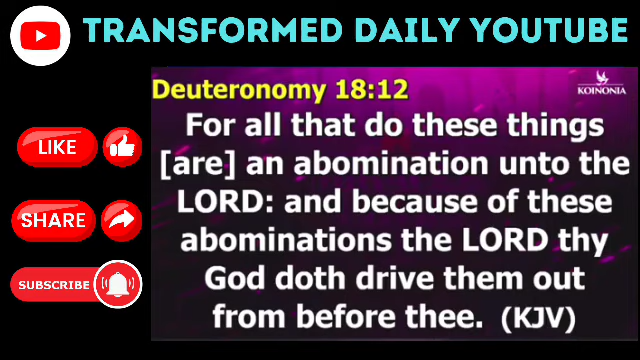 TRANSFORMED DAILY YOUTUBE
Deuteronomy 18:12
KOINONIA
For all that do these things
[are] an abomination unto the
LORD: and because of these
abominations the LORD thy
God doth drive them out
from before thee. (KJV)
LIKE
SHARE
SUBSCRIBE